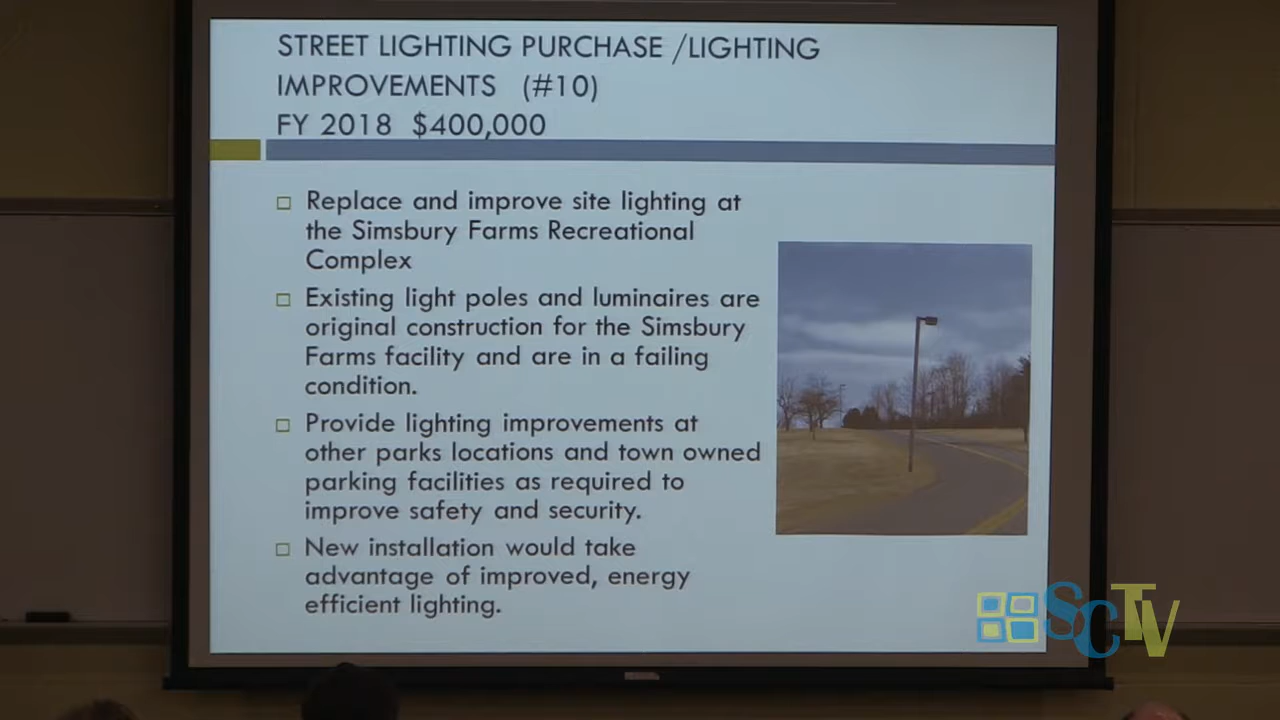 STREET LIGHTING PURCHASE /LIGHTING
IMPROVEMENTS (#10)
FY 2018 $400,000
Replace and improve site lighting at
the Simsbury Farms Recreational
Complex
Existing light poles and luminaires are
original construction for the Simsbury
Farms facility and are in a failing
condition.
Provide lighting improvements at
other parks locations and town owned
parking facilities as required to
improve safety and security.
New installation would take
advantage of improved, energy
efficient lighting.
SCTV